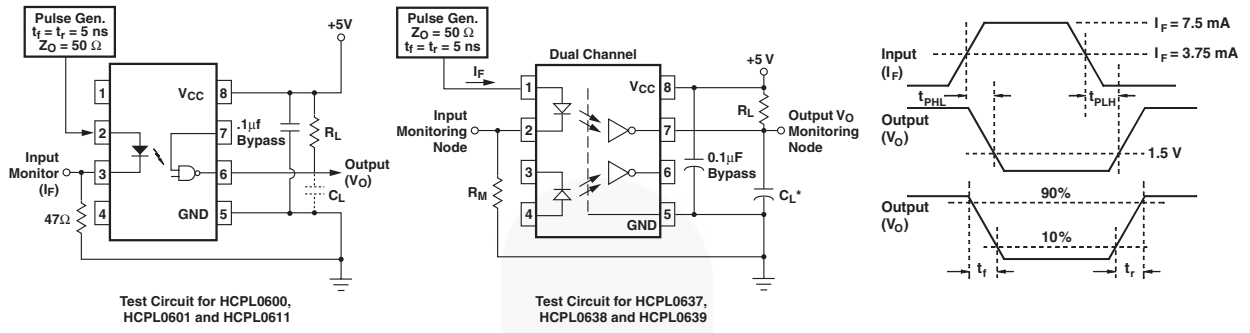 Pulse Gen.
tf = tr = 5 ns
ZO = 50 Ω
+5V
1
2
3
4
VCC
8
7
6
GND
5
.1µf
Bypass
RL
CL
Input
Monitor
(IF)
47Ω
Output
(VO)
Test Circuit for HCPL0600,
HCPL0601 and HCPL0611
Pulse Gen.
ZO = 50 Ω
tf = tr = 5 ns
Dual Channel
IF
+5 V
1
2
3
4
VCC
8
7
6
GND
5
RL
Input
Monitoring
Node
RM
0.1µF
Bypass
CL*
Output VO
Monitoring
Node
Test Circuit for HCPL0637,
HCPL0638 and HCPL0639
IF = 7.5 mA
IF = 3.75 mA
Input
(IF)
tPHL
tPLH
Output
(VO)
1.5 V
90%
Output
(VO)
10%
tf
tr